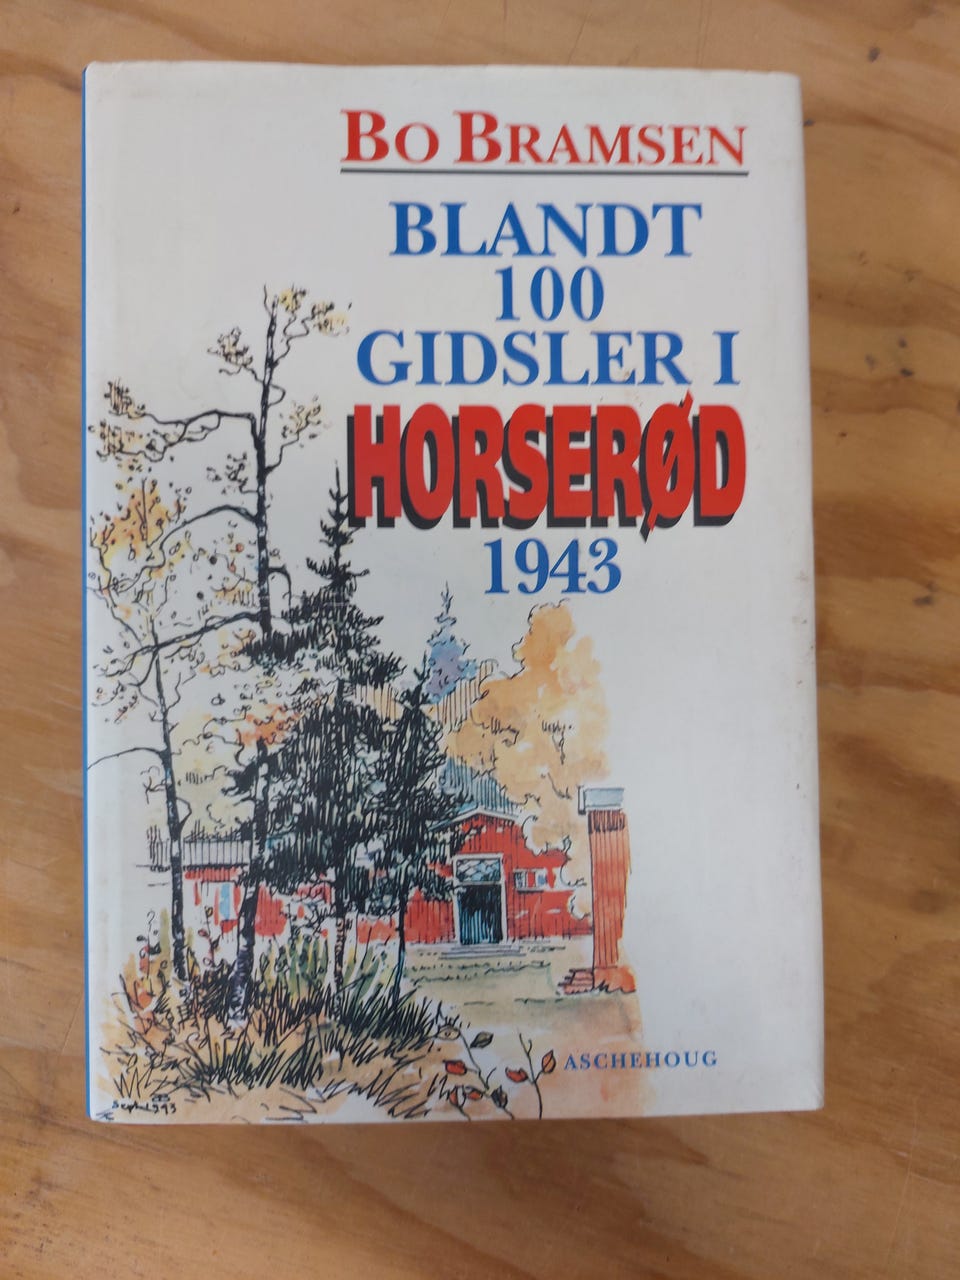 BO BRAMSEN
BLANDT
100
GIDSLER I
HORSERØD
1943
ASCHEHOUG